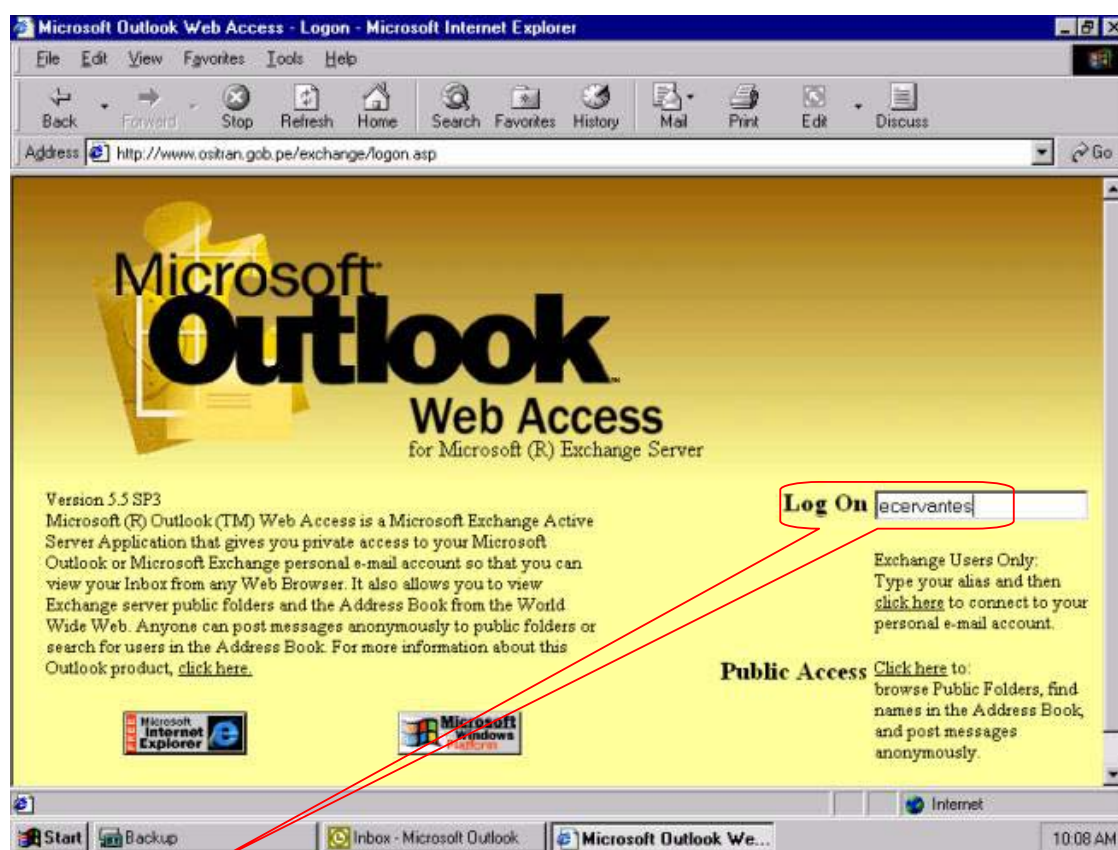 Microsoft Outlook Web Access - Logon - Microsoft Internet Explorer
File Edit View Favorites Tools Help
Back Forward Stop Refresh Home Search Favorites History Mail Print Edit Discuss
Address http://www.ositran.gob.pe/exchange/logon.asp Go
Microsoft
Outlook
Web Access
for Microsoft (R) Exchange Server
Version 5.5 SP3
Microsoft (R) Outlook (TM) Web Access is a Microsoft Exchange Active
Server Application that gives you private access to your Microsoft
Outlook or Microsoft Exchange personal e-mail account so that you can
view your Inbox from any Web Browser. It also allows you to view
Exchange server public folders and the Address Book from the World
Wide Web. Anyone can post messages anonymously to public folders or
search for users in the Address Book. For more information about this
Outlook product, click here.
FREE Microsoft Internet Explorer
Microsoft Windows Platform
Log On ecervantes
Exchange Users Only:
Type your alias and then
click here to connect to your
personal e-mail account.
Public Access Click here to:
browse Public Folders, find
names in the Address Book,
and post messages
anonymously.
Internet
Start Backup Inbox - Microsoft Outlook Microsoft Outlook We... 10:08 AM